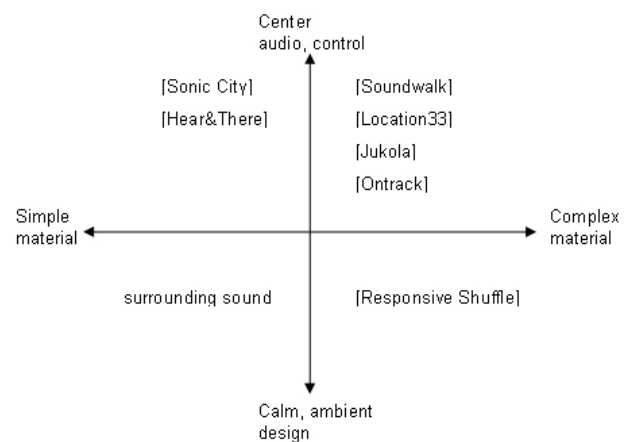 Center
audio, control
[Sonic City]
[Soundwalk]
[Hear&There]
[Location33]
[Jukola]
[Ontrack]
Simple
material
Complex
material
surrounding sound
[Responsive Shuffle]
Calm, ambient
design